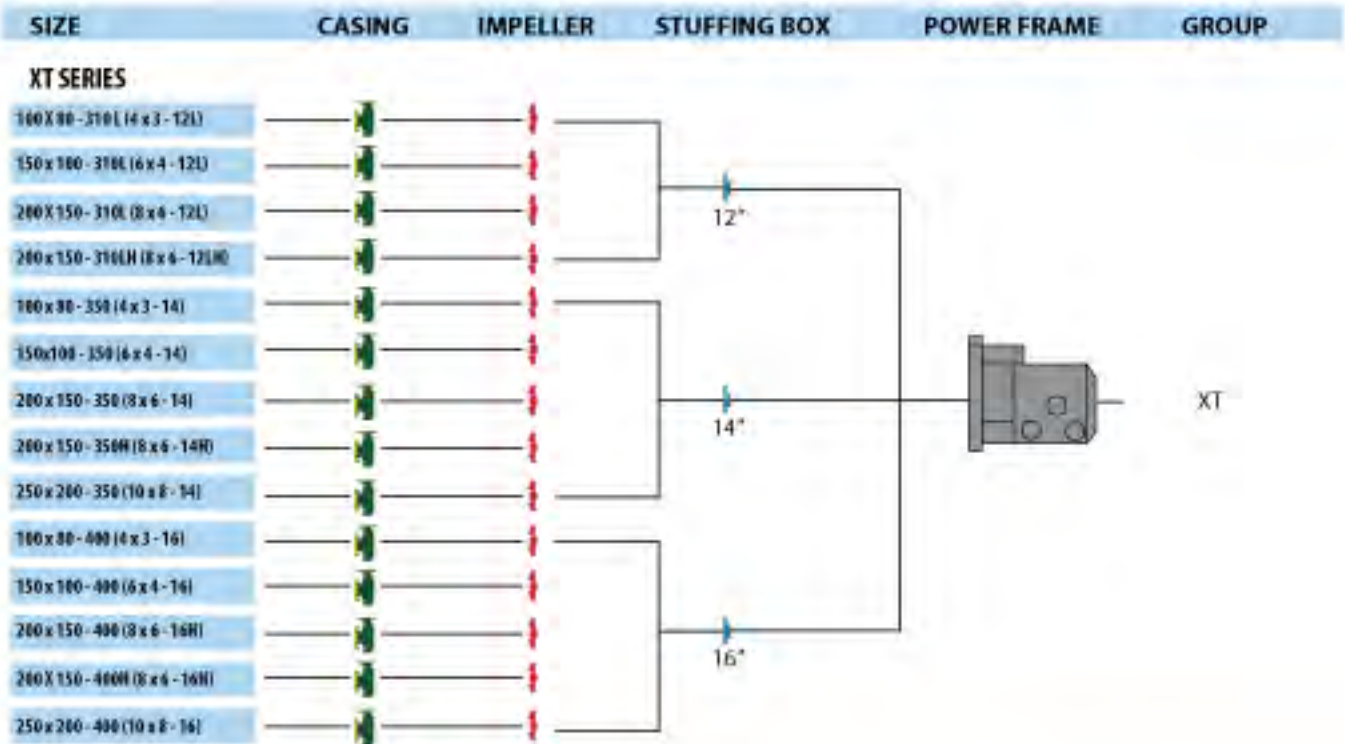 SIZE CASING IMPELLER STUFFING BOX POWER FRAME GROUP
XT SERIES
100X80-310L (4x3-12L)
150x100-310L (6x4-12L)
200X150-310L (8x6-12L)
200x150-310LH (8x6-12LH)
12"
100x80-350 (4x3-14)
150x100-350 (6x4-14)
200x150-350 (8x6-14)
14"
XT
200x150-350H (8x6-14H)
250x200-350 (10x8-14)
100x80-400 (4x3-16)
150x100-400 (6x4-16)
200x150-400 (8x6-16H)
16"
200X150-400H (8x6-16H)
250x200-400 (10x8-16)